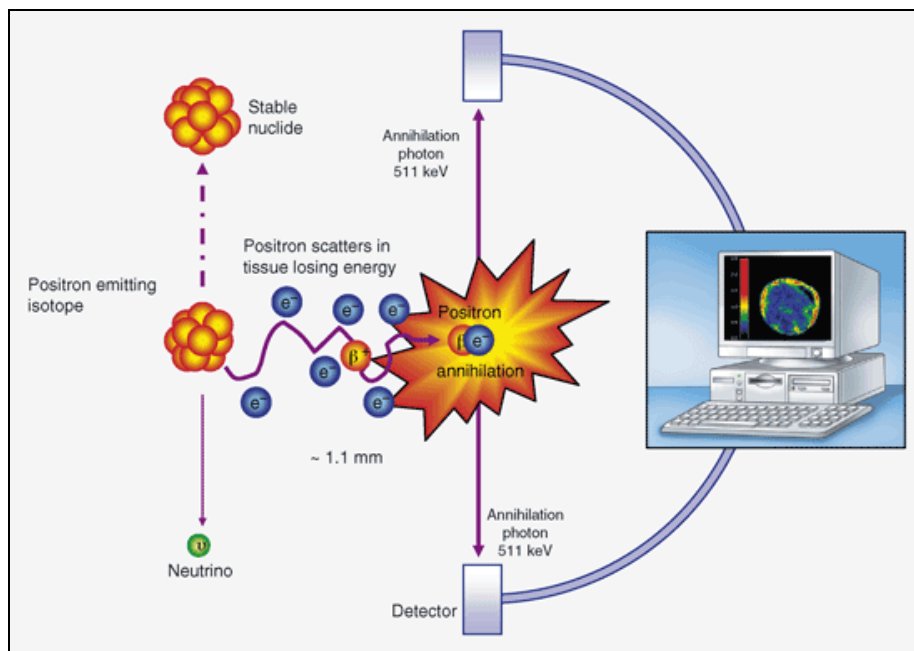 Stable
nuclide
Annihilation
photon
511 keV
Positron scatters in
tissue losing energy
Positron emitting
isotope
e⁻
e⁻
e⁻
e⁻
e⁻
e⁻
β⁺
Positron
β
e⁻
annihilation
~ 1.1 mm
Annihilation
photon
511 keV
υ
Neutrino
Detector